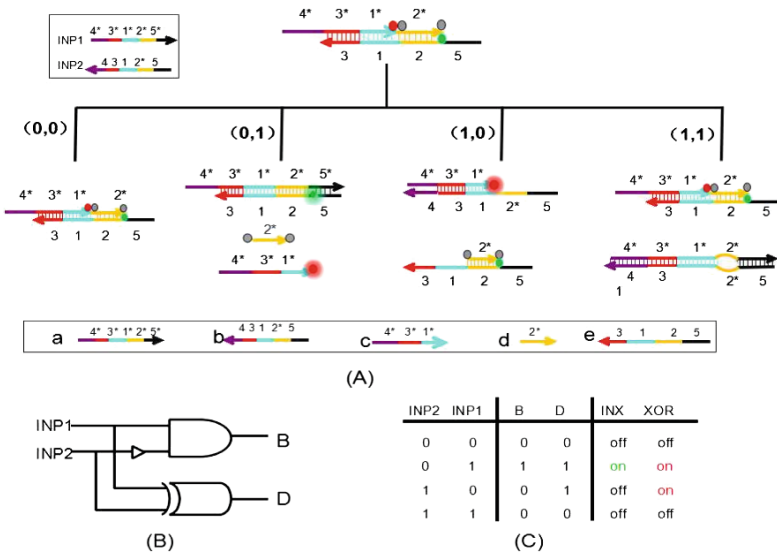 4* 3* 1* 2* 5*
INP1
INP2
4 3 1 2* 5
4* 3* 1* 2*
3 1 2 5
(0,0) (0,1) (1,0) (1,1)
4* 3* 1* 2*
3 1 2 5
4* 3* 1* 2* 5*
3 1 2 5
2*
4* 3* 1*
4* 3* 1*
4 3 1 2* 5
2*
3 1 2 5
4* 3* 1* 2*
3 1 2 5
4* 3* 1* 2*
4 3 2* 5
1
a 4* 3* 1* 2* 5* b 4 3 1 2* 5 c 4* 3* 1* d 2* e 3 1 2 5
(A)
INP1
INP2
B
D
(B)
INP2 INP1 B D INX XOR
0 0 0 0 off off
0 1 1 1 on on
1 0 0 1 off on
1 1 0 0 off off
(C)